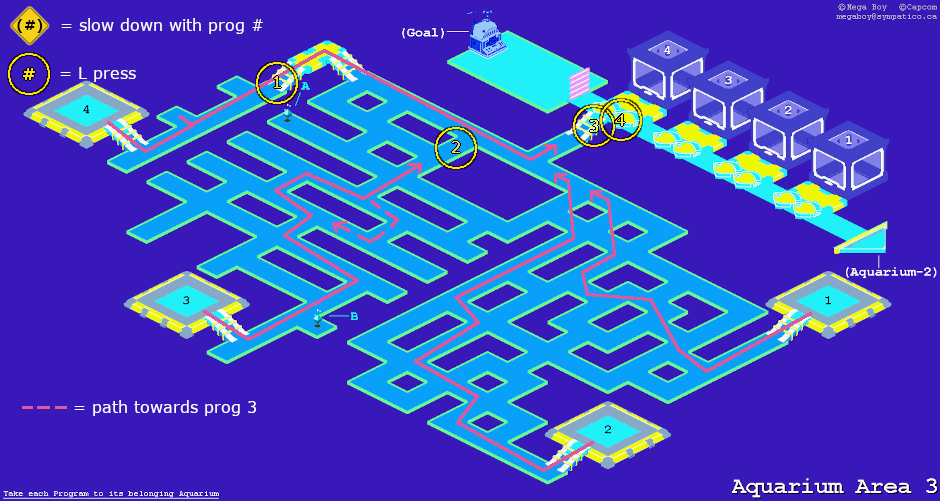 (#) = slow down with prog #
# = L press
(Goal)
©Mega Boy ©Capcom
megaboy@sympatico.ca
4
3
2
1
4
1
A
2
3
4
(Aquarium-2)
3
B
1
= path towards prog 3
2
Take each Program to its belonging Aquarium
Aquarium Area 3